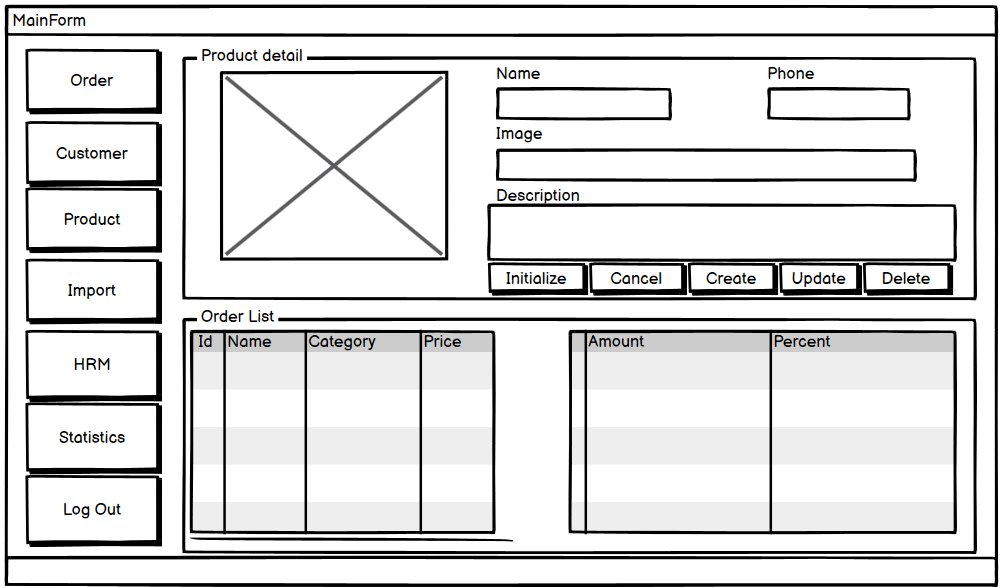 MainForm
Order
Customer
Product
Import
HRM
Statistics
Log Out
Product detail
Name
Phone
Image
Description
Initialize
Cancel
Create
Update
Delete
Order List
Id
Name
Category
Price
Amount
Percent